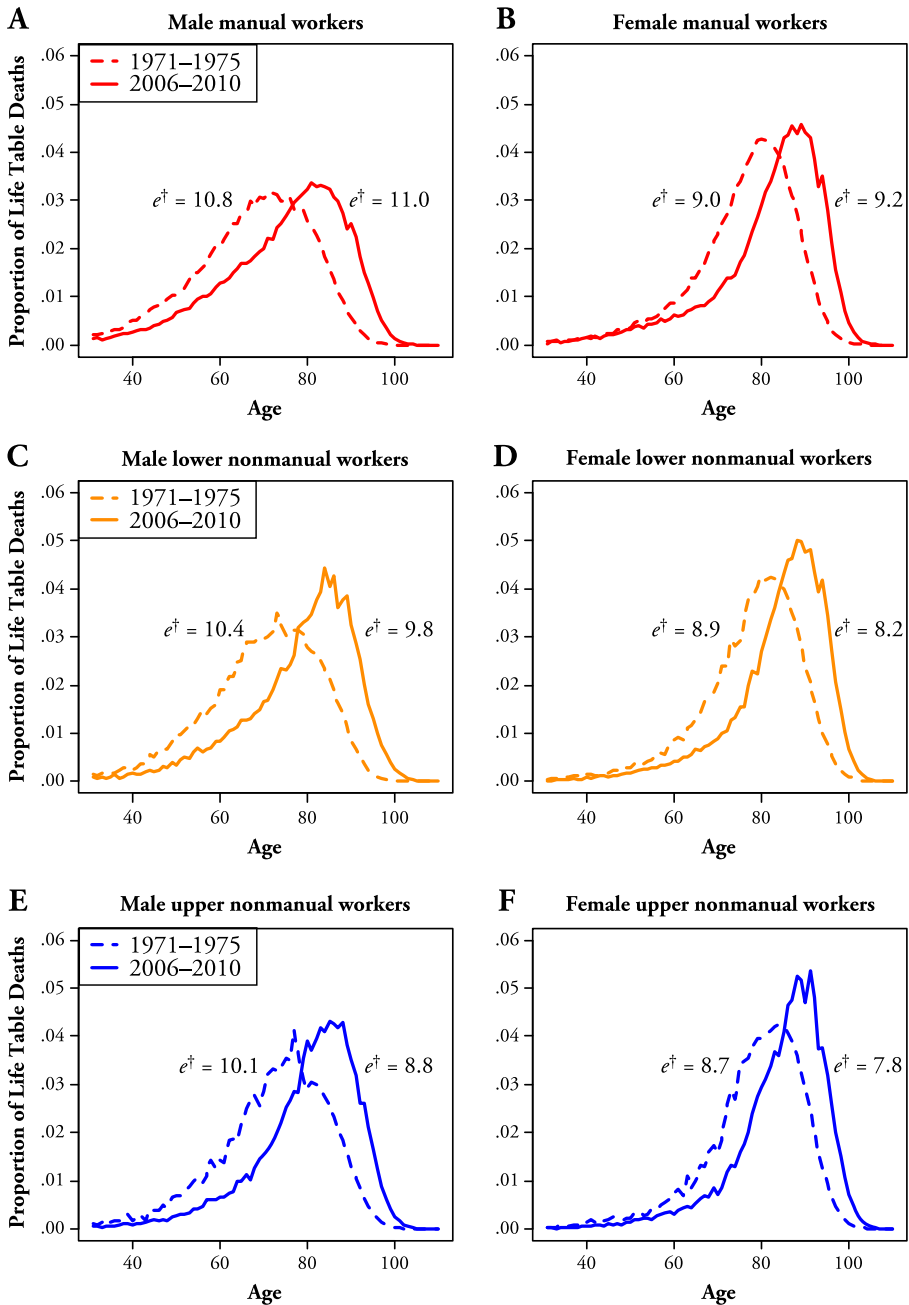 A
Male manual workers
1971–1975
2006–2010
e† = 10.8
e† = 11.0
Proportion of Life Table Deaths
.06
.05
.04
.03
.02
.01
.00
40 60 80 100
Age
B
Female manual workers
e† = 9.0
e† = 9.2
.06
.05
.04
.03
.02
.01
.00
40 60 80 100
Age
C
Male lower nonmanual workers
1971–1975
2006–2010
e† = 10.4
e† = 9.8
Proportion of Life Table Deaths
.06
.05
.04
.03
.02
.01
.00
40 60 80 100
Age
D
Female lower nonmanual workers
e† = 8.9
e† = 8.2
.06
.05
.04
.03
.02
.01
.00
40 60 80 100
Age
E
Male upper nonmanual workers
1971–1975
2006–2010
e† = 10.1
e† = 8.8
Proportion of Life Table Deaths
.06
.05
.04
.03
.02
.01
.00
40 60 80 100
Age
F
Female upper nonmanual workers
e† = 8.7
e† = 7.8
.06
.05
.04
.03
.02
.01
.00
40 60 80 100
Age